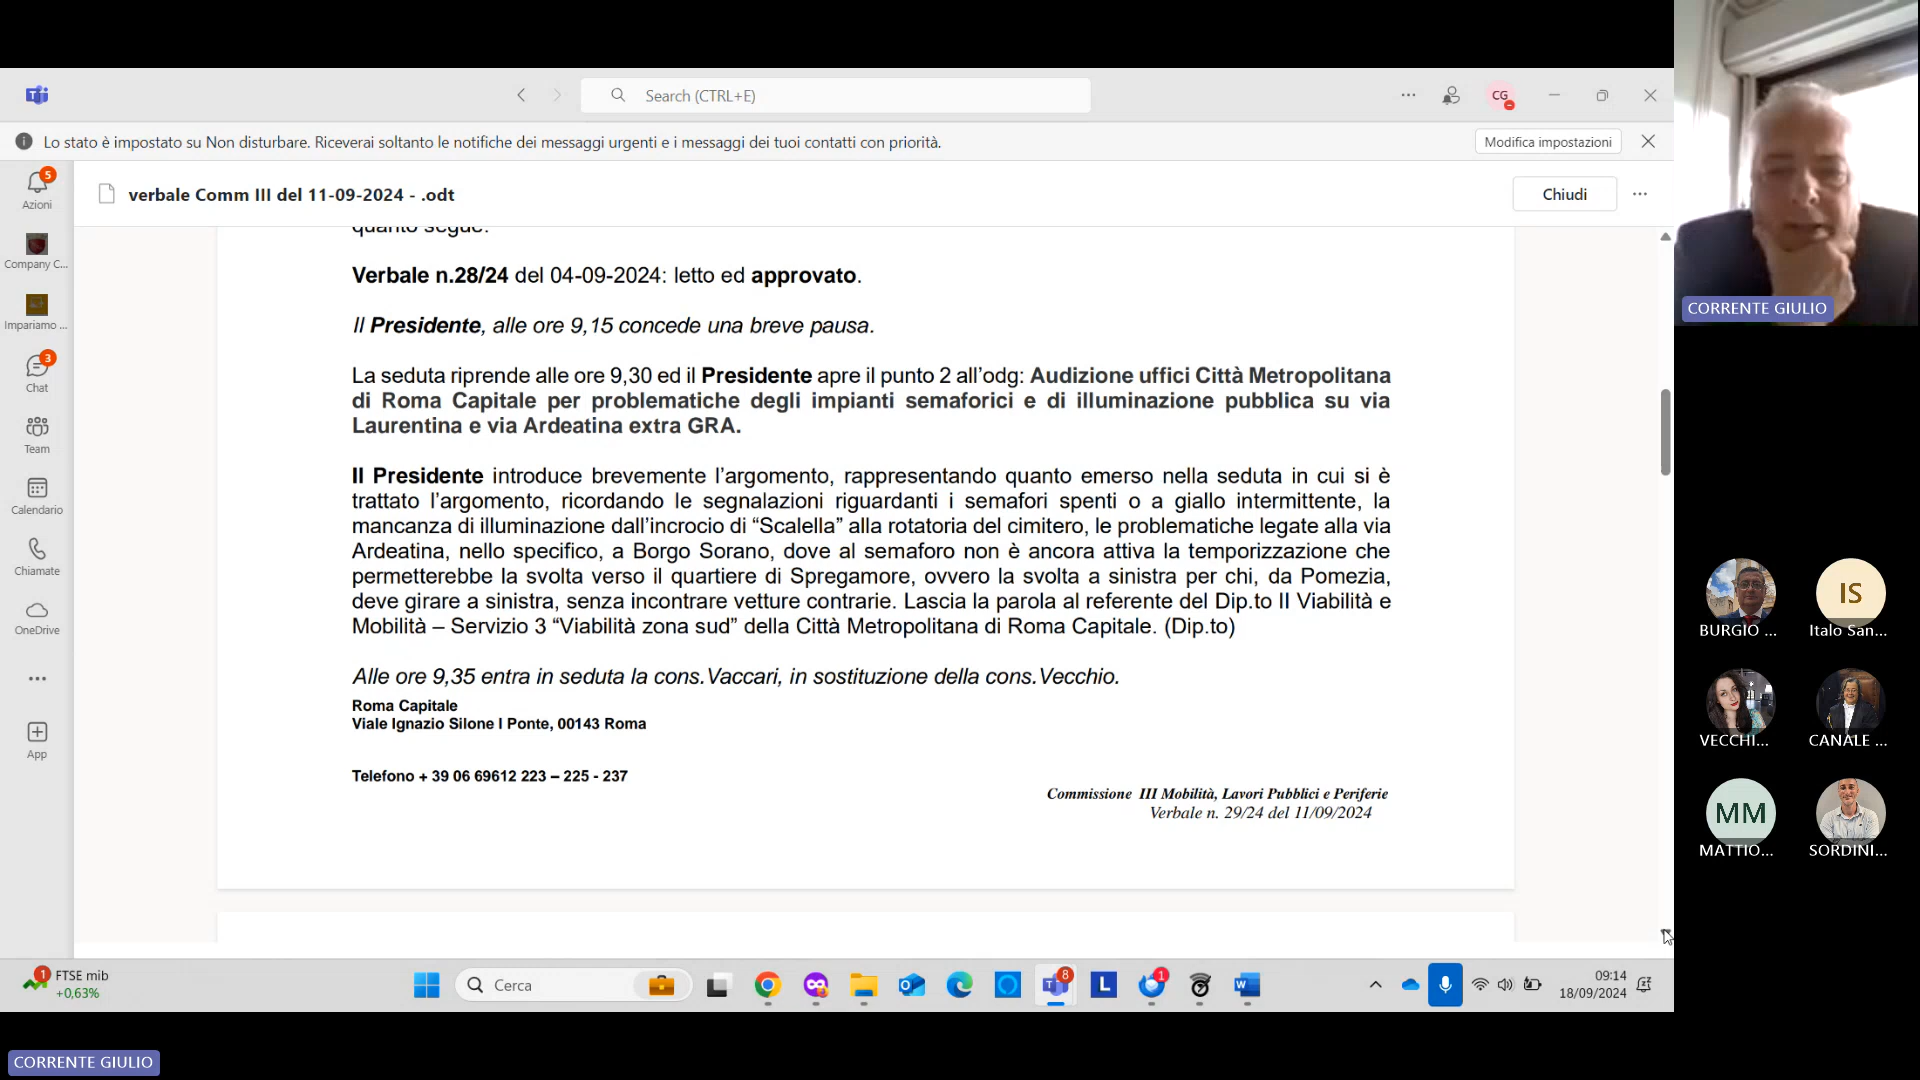 Search (CTRL+E)
CG
Lo stato è impostato su Non disturbare. Riceverai soltanto le notifiche dei messaggi urgenti e i messaggi dei tuoi contatti con priorità.
Modifica impostazioni
5
Azioni
Company C...
Impariamo ...
3
Chat
Team
Calendario
Chiamate
OneDrive
App
verbale Comm III del 11-09-2024 - .odt
Chiudi
quanto segue:
Verbale n.28/24 del 04-09-2024: letto ed approvato.
Il Presidente, alle ore 9,15 concede una breve pausa.
La seduta riprende alle ore 9,30 ed il Presidente apre il punto 2 all’odg: Audizione uffici Città Metropolitana
di Roma Capitale per problematiche degli impianti semaforici e di illuminazione pubblica su via
Laurentina e via Ardeatina extra GRA.
Il Presidente introduce brevemente l’argomento, rappresentando quanto emerso nella seduta in cui si è
trattato l’argomento, ricordando le segnalazioni riguardanti i semafori spenti o a giallo intermittente, la
mancanza di illuminazione dall’incrocio di “Scalella” alla rotatoria del cimitero, le problematiche legate alla via
Ardeatina, nello specifico, a Borgo Sorano, dove al semaforo non è ancora attiva la temporizzazione che
permetterebbe la svolta verso il quartiere di Spregamore, ovvero la svolta a sinistra per chi, da Pomezia,
deve girare a sinistra, senza incontrare vetture contrarie. Lascia la parola al referente del Dip.to II Viabilità e
Mobilità – Servizio 3 “Viabilità zona sud” della Città Metropolitana di Roma Capitale. (Dip.to)
Alle ore 9,35 entra in seduta la cons.Vaccari, in sostituzione della cons.Vecchio.
Roma Capitale
Viale Ignazio Silone I Ponte, 00143 Roma
Telefono + 39 06 69612 223 – 225 - 237
Commissione III Mobilità, Lavori Pubblici e Periferie
Verbale n. 29/24 del 11/09/2024
CORRENTE GIULIO
BURGIO ...
IS
Italo San...
VECCHI...
CANALE ...
MM
MATTIO...
SORDINI...
1
FTSE mib
+0,63%
Cerca
8
L
1
W
09:14
18/09/2024
CORRENTE GIULIO